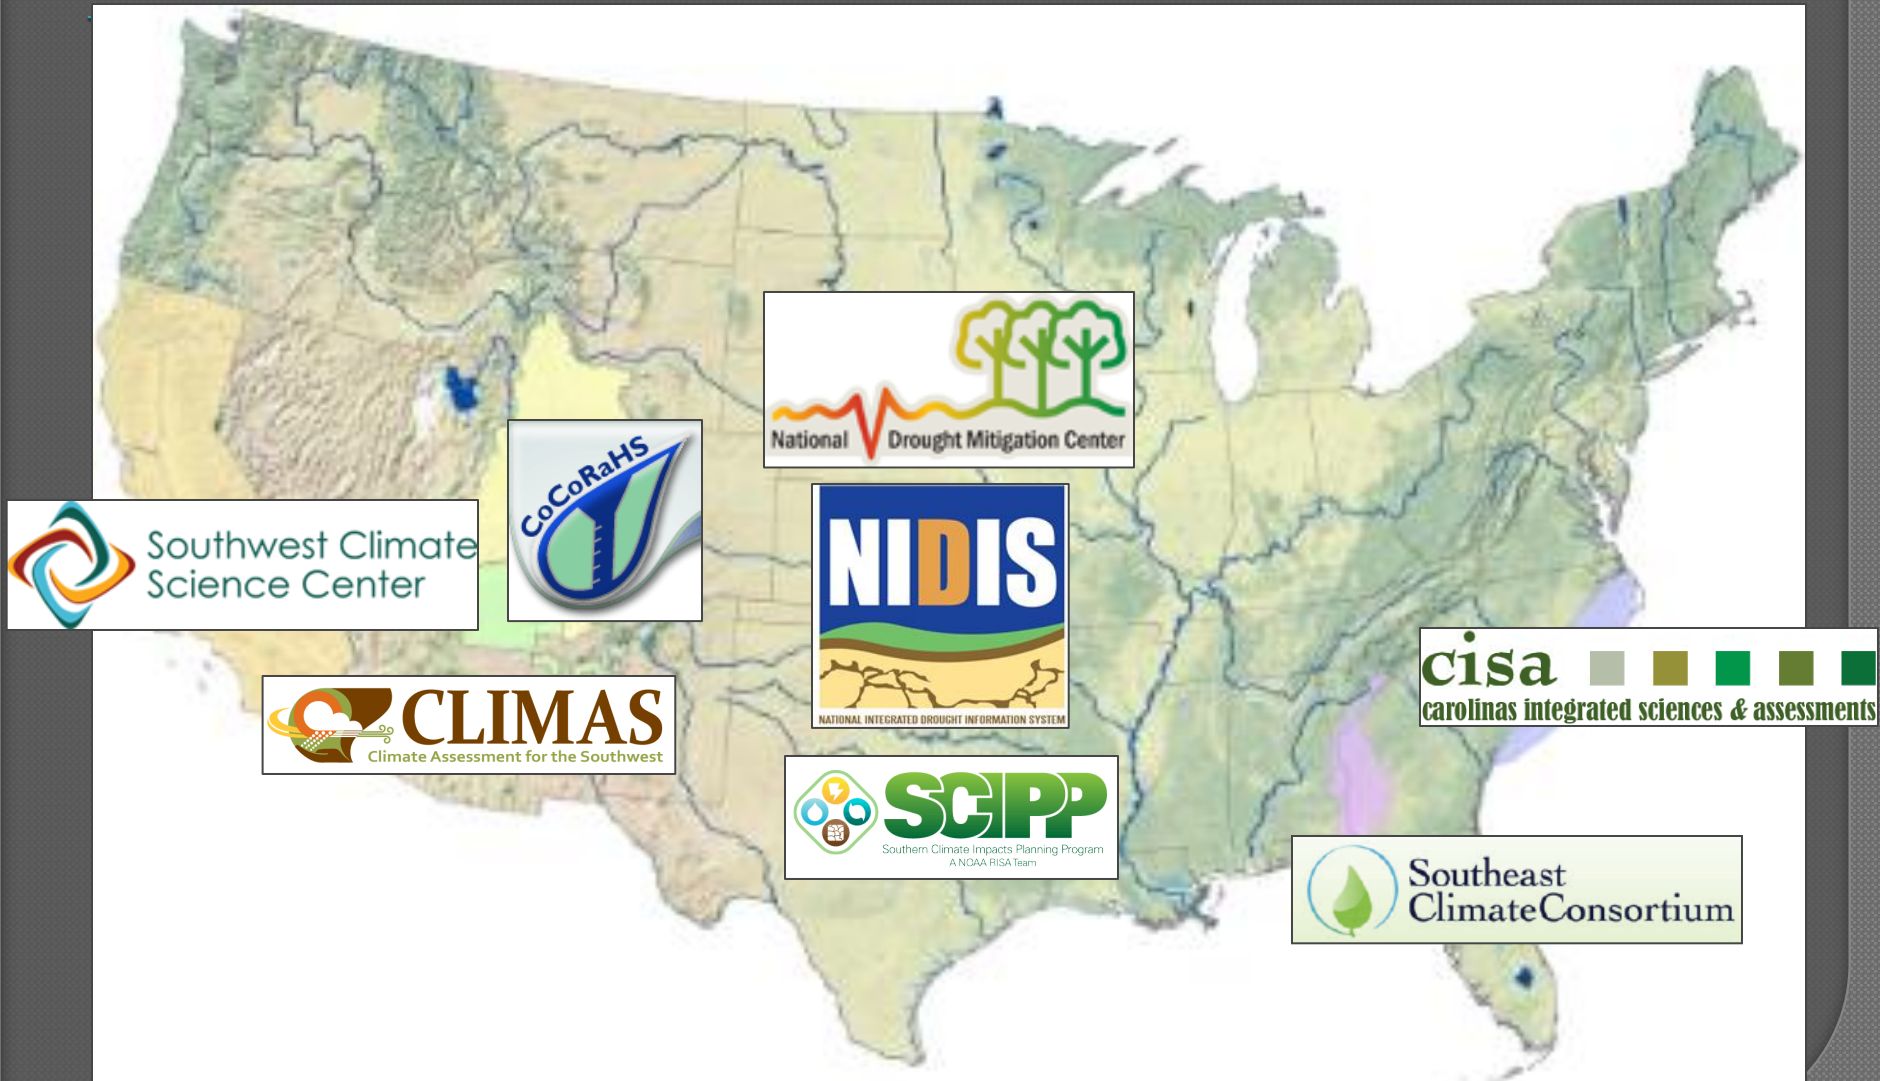 National Drought Mitigation Center
CoCoRaHS
Southwest Climate
Science Center
NIDIS
NATIONAL INTEGRATED DROUGHT INFORMATION SYSTEM
cisa
carolinas integrated sciences & assessments
CLIMAS
Climate Assessment for the Southwest
SCIPP
Southern Climate Impacts Planning Program
A NOAA RISA Team
Southeast
ClimateConsortium